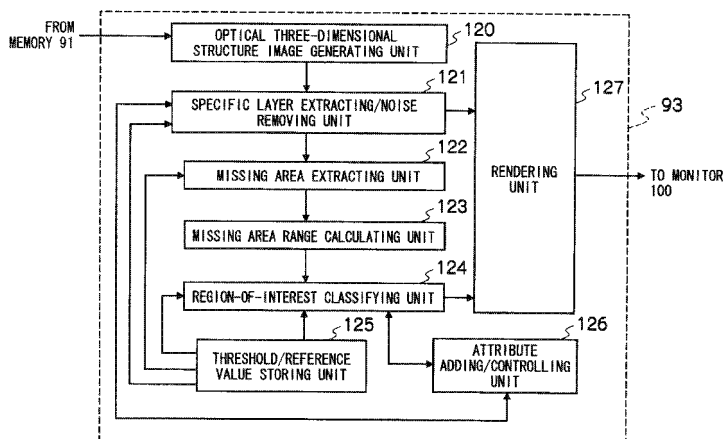 FROM
MEMORY 91
OPTICAL THREE-DIMENSIONAL
STRUCTURE IMAGE GENERATING UNIT
120
121
SPECIFIC LAYER EXTRACTING/NOISE
REMOVING UNIT
127
93
122
MISSING AREA EXTRACTING UNIT
RENDERING
UNIT
TO MONITOR
100
123
MISSING AREA RANGE CALCULATING UNIT
124
REGION-OF-INTEREST CLASSIFYING UNIT
125
THRESHOLD/REFERENCE
VALUE STORING UNIT
126
ATTRIBUTE
ADDING/CONTROLLING
UNIT